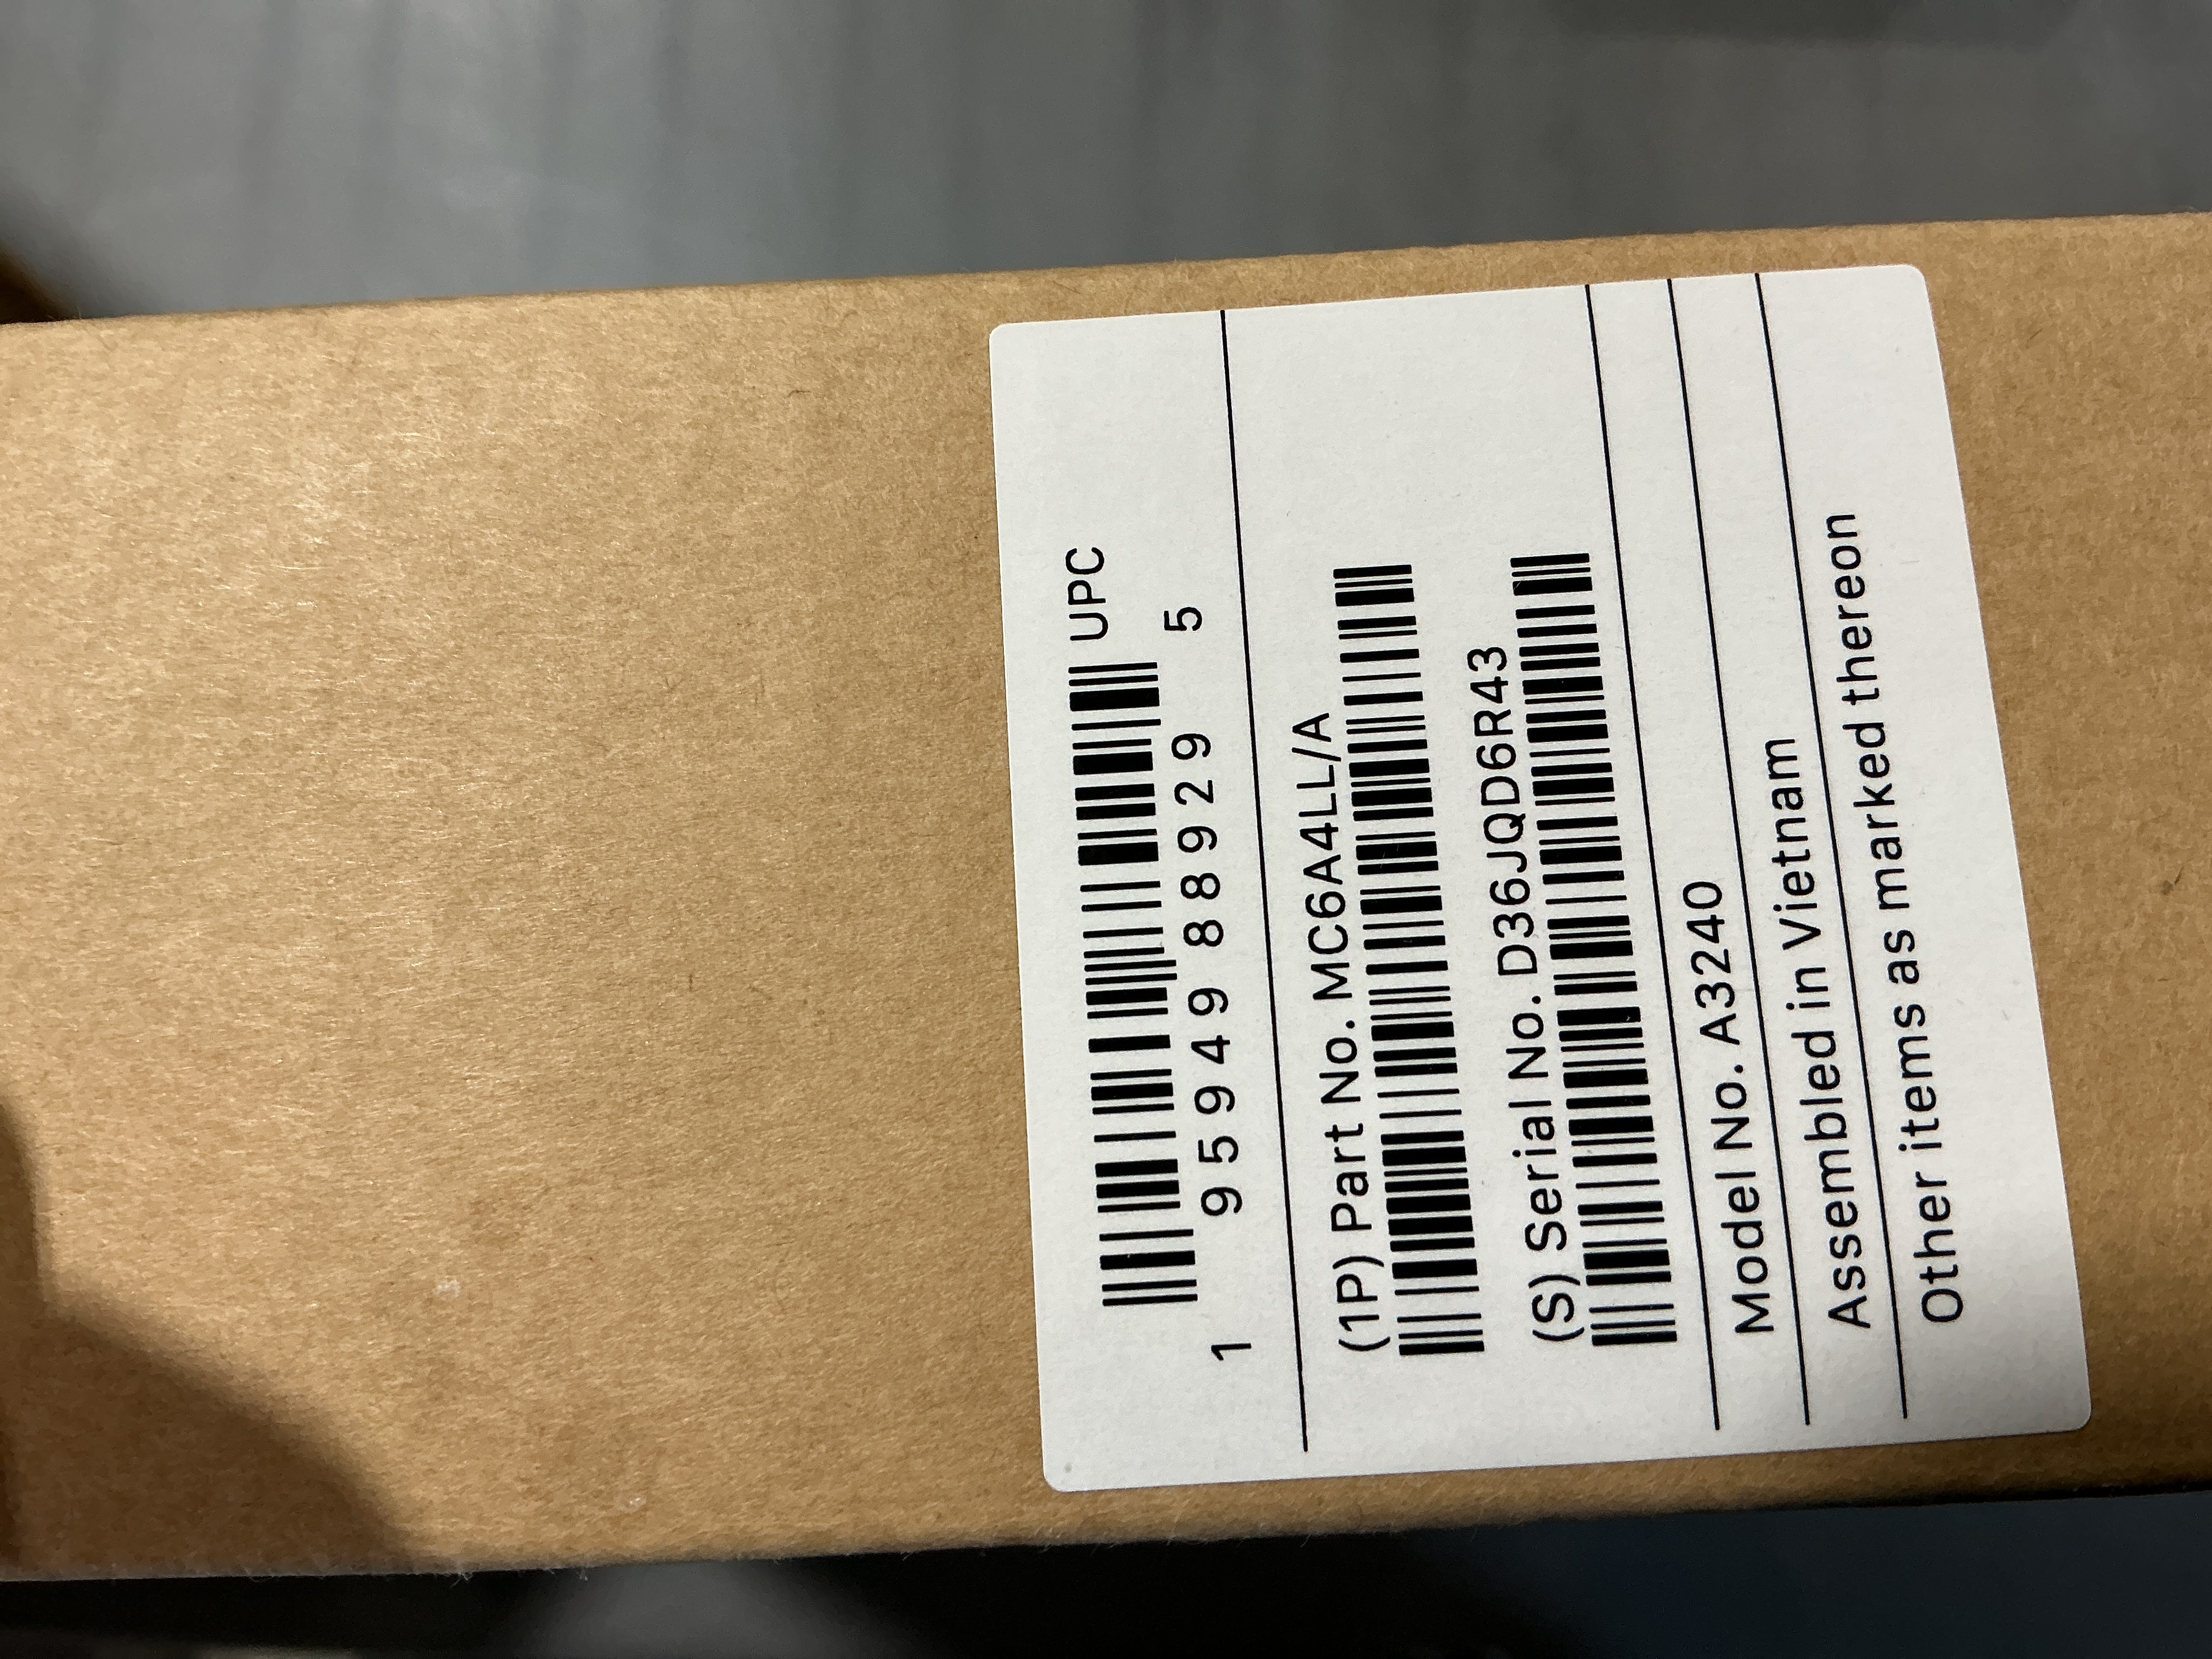 UPC
1 95949 88929 5
(1P) Part No. MC6A4LL/A
(S) Serial No. D36JQD6R43
Model No. A3240
Assembled in Vietnam
Other items as marked thereon